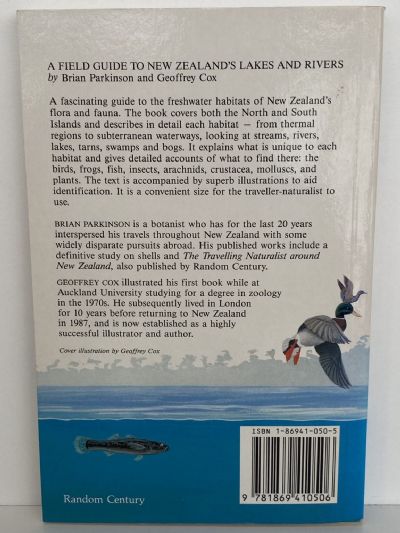 A FIELD GUIDE TO NEW ZEALAND'S LAKES AND RIVERS
by Brian Parkinson and Geoffrey Cox
A fascinating guide to the freshwater habitats of New Zealand's
flora and fauna. The book covers both the North and South
Islands and describes in detail each habitat — from thermal
regions to subterranean waterways, looking at streams, rivers,
lakes, tarns, swamps and bogs. It explains what is unique to each
habitat and gives detailed accounts of what to find there: the
birds, frogs, fish, insects, arachnids, crustacea, molluscs, and
plants. The text is accompanied by superb illustrations to aid
identification. It is a convenient size for the traveller-naturalist to
use.
BRIAN PARKINSON is a botanist who has for the last 20 years
interspersed his travels throughout New Zealand with some
widely disparate pursuits abroad. His published works include a
definitive study on shells and The Travelling Naturalist around
New Zealand, also published by Random Century.
GEOFFREY COX illustrated his first book while at
Auckland University studying for a degree in zoology
in the 1970s. He subsequently lived in London
for 10 years before returning to New Zealand
in 1987, and is now established as a highly
successful illustrator and author.
Cover illustration by Geoffrey Cox
ISBN 1-86941-050-5
9 781869 410506
Random Century